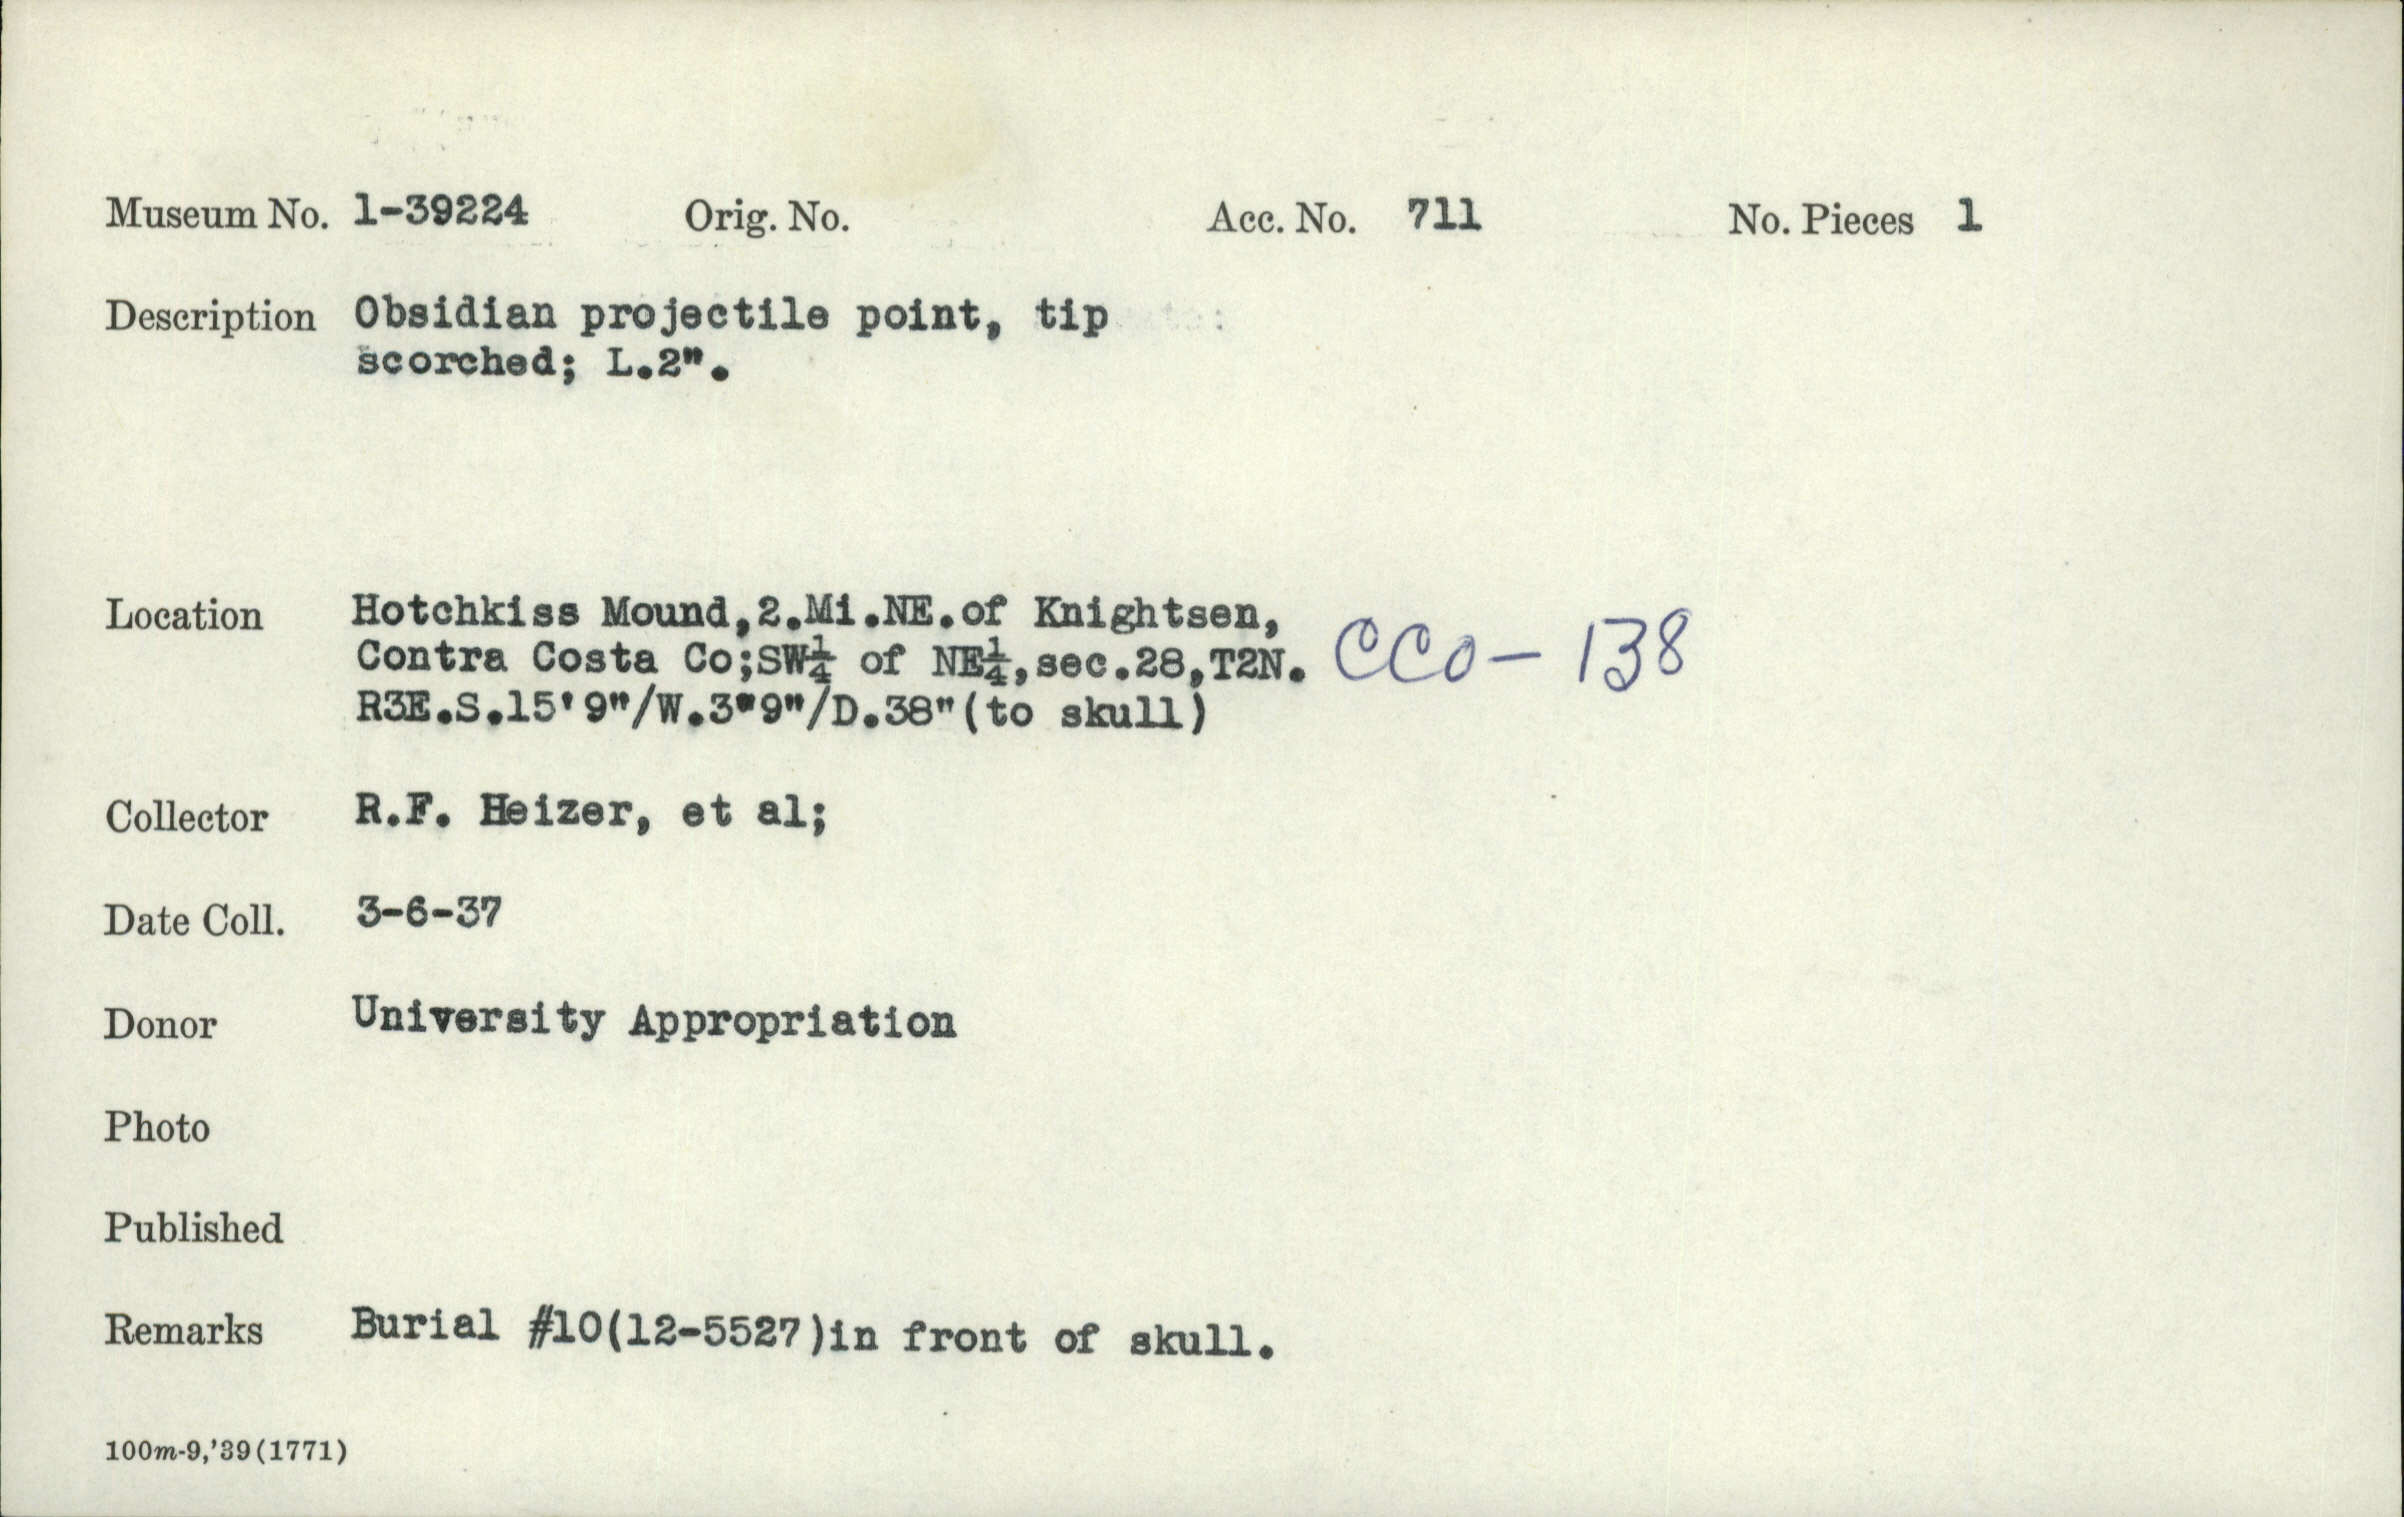 Museum No. 1-39224 Orig. No. Acc. No. 711 No. Pieces 1
Description Obsidian projectile point, tip
scorched; L.2".
Location Hotchkiss Mound,2.Mi.NE.of Knightsen,
Contra Costa Co;SW¼ of NE¼,sec.28,T2N. CCO-138
R3E.S.15'9"/W.3"9"/D.38"(to skull)
Collector R.F. Heizer, et al;
Date Coll. 3-6-37
Donor University Appropriation
Photo
Published
Remarks Burial #10(12-5527)in front of skull.
100m-9,'39(1771)